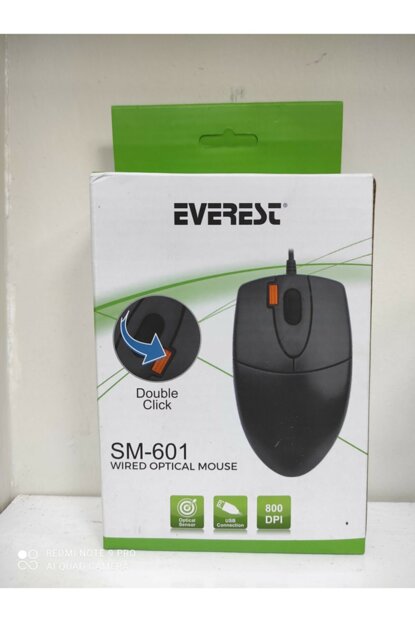 EVEREST®
Double
Click
SM-601
WIRED OPTICAL MOUSE
Optical
Sensor
USB
Connection
800
DPI
REDMI NOTE 9 PRO
AI QUAD CAMERA